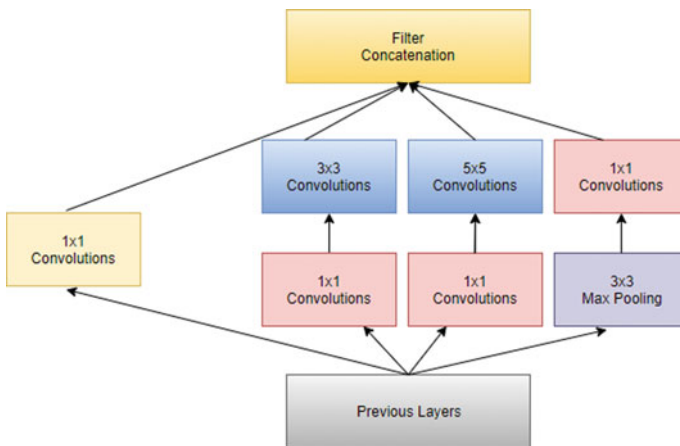 Filter
Concatenation
3x3
Convolutions
5x5
Convolutions
1x1
Convolutions
1x1
Convolutions
1x1
Convolutions
1x1
Convolutions
3x3
Max Pooling
Previous Layers